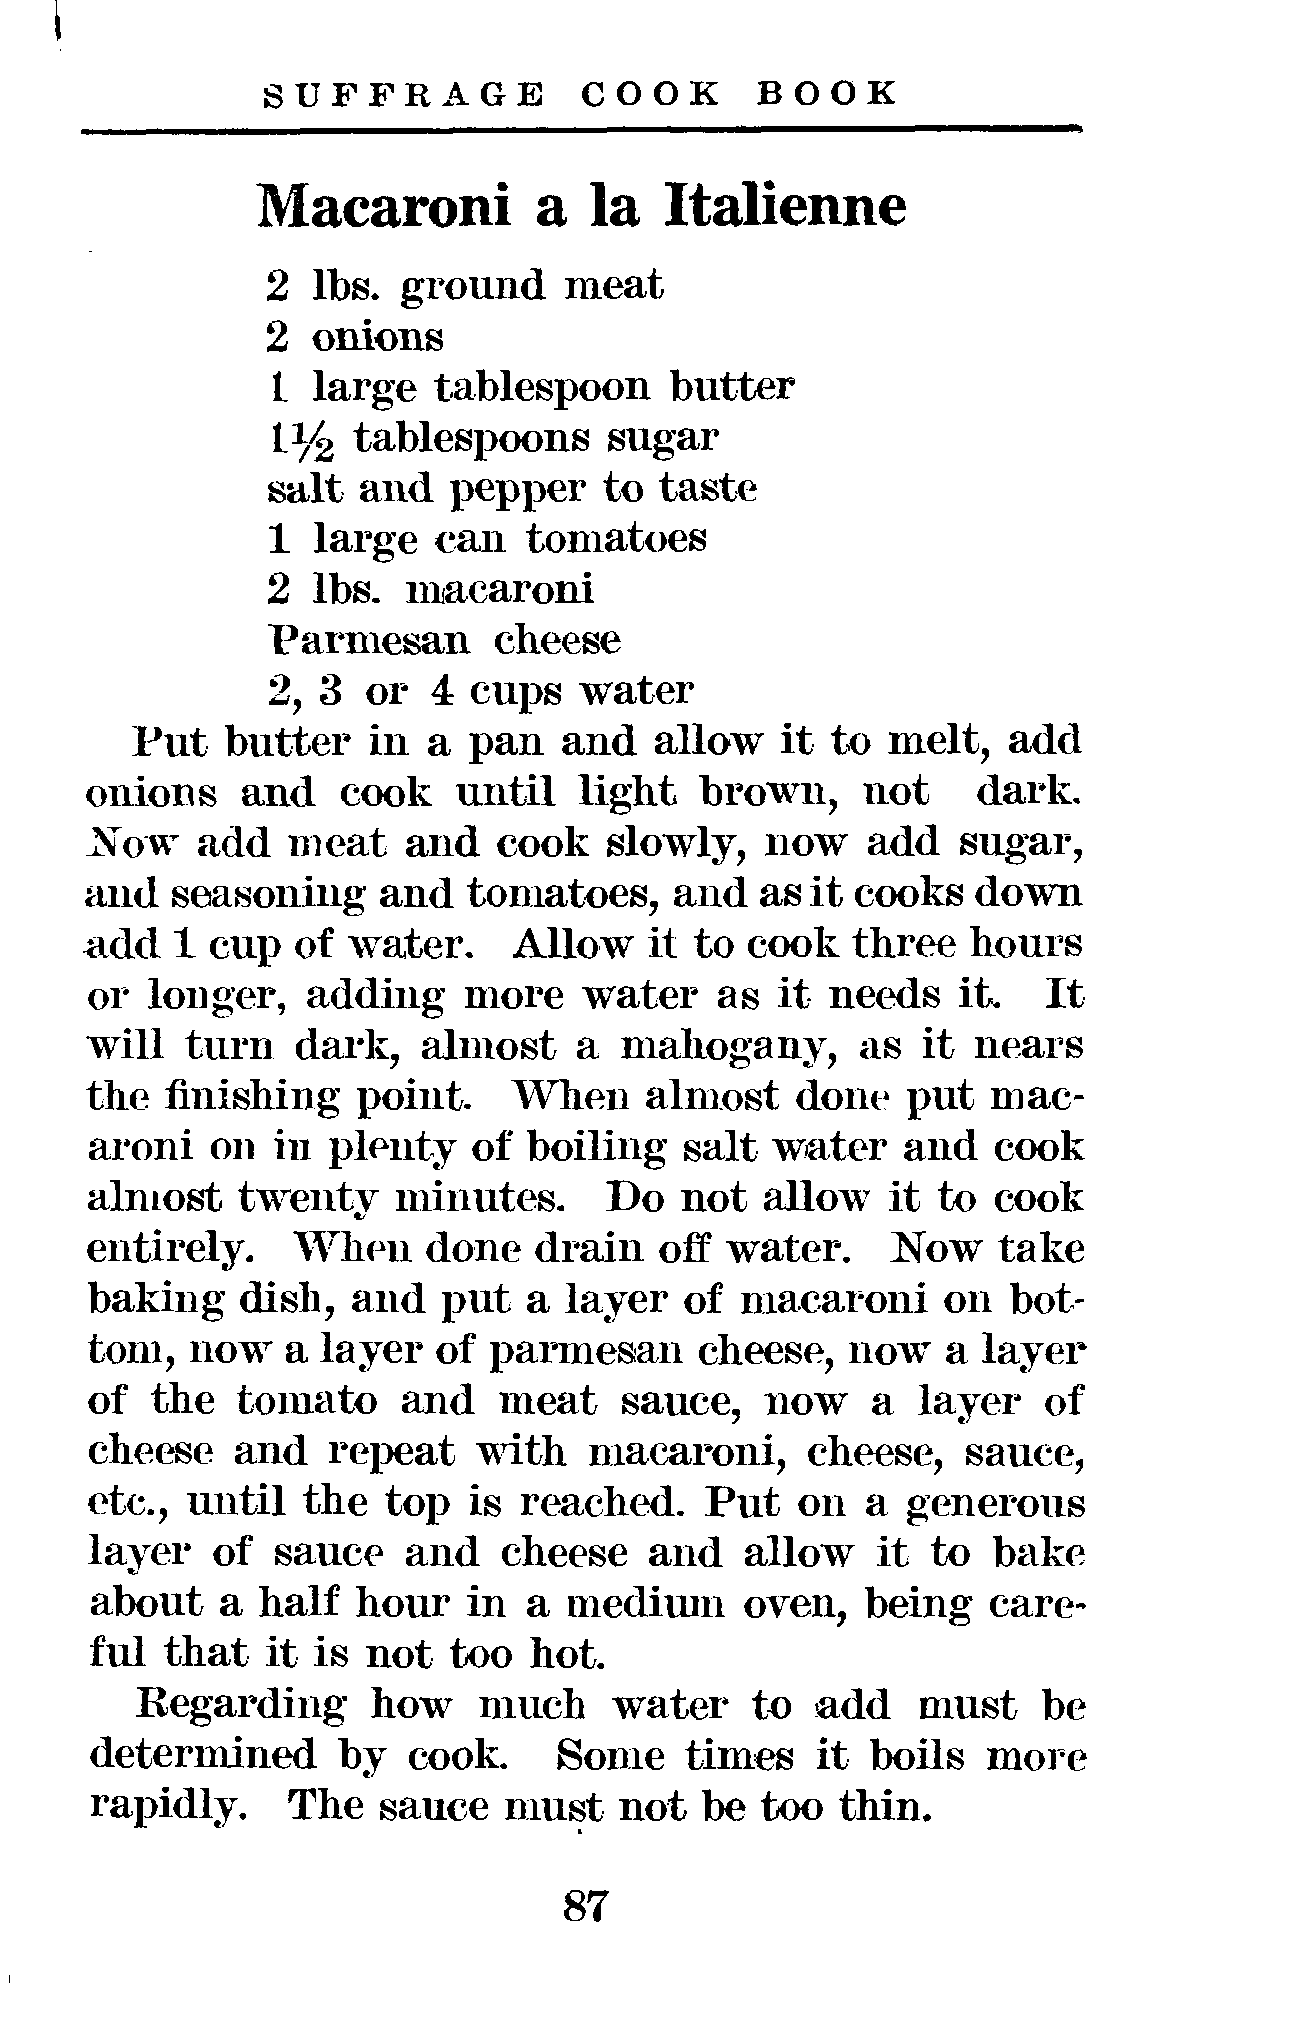 SUFFRAGE COOK BOOK
Macaroni a la Italienne
2 lbs. ground meat
2 onions
1 large tablespoon butter
1½ tablespoons sugar
salt and pepper to taste
1 large can tomatoes
2 lbs. macaroni
Parmesan cheese
2, 3 or 4 cups water
Put butter in a pan and allow it to melt, add
onions and cook until light brown, not dark.
Now add meat and cook slowly, now add sugar,
and seasoning and tomatoes, and as it cooks down
add 1 cup of water. Allow it to cook three hours
or longer, adding more water as it needs it. It
will turn dark, almost a mahogany, as it nears
the finishing point. When almost done put mac-
aroni on in plenty of boiling salt water and cook
almost twenty minutes. Do not allow it to cook
entirely. When done drain off water. Now take
baking dish, and put a layer of macaroni on bot-
tom, now a layer of parmesan cheese, now a layer
of the tomato and meat sauce, now a layer of
cheese and repeat with macaroni, cheese, sauce,
etc., until the top is reached. Put on a generous
layer of sauce and cheese and allow it to bake
about a half hour in a medium oven, being care-
ful that it is not too hot.
Regarding how much water to add must be
determined by cook. Some times it boils more
rapidly. The sauce must not be too thin.
87